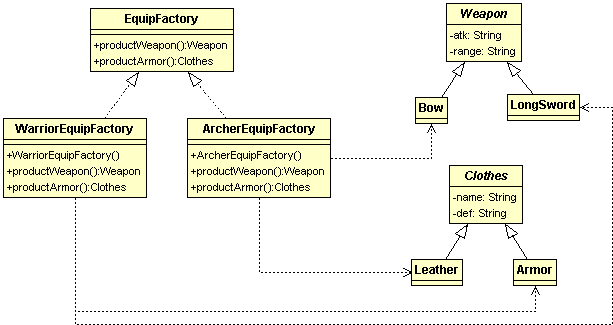 EquipFactory
+productWeapon():Weapon
+productArmor():Clothes
Weapon
-atk: String
-range: String
Bow
LongSword
WarriorEquipFactory
+WarriorEquipFactory()
+productWeapon():Weapon
+productArmor():Clothes
ArcherEquipFactory
+ArcherEquipFactory()
+productWeapon():Weapon
+productArmor():Clothes
Clothes
-name: String
-def: String
Leather
Armor